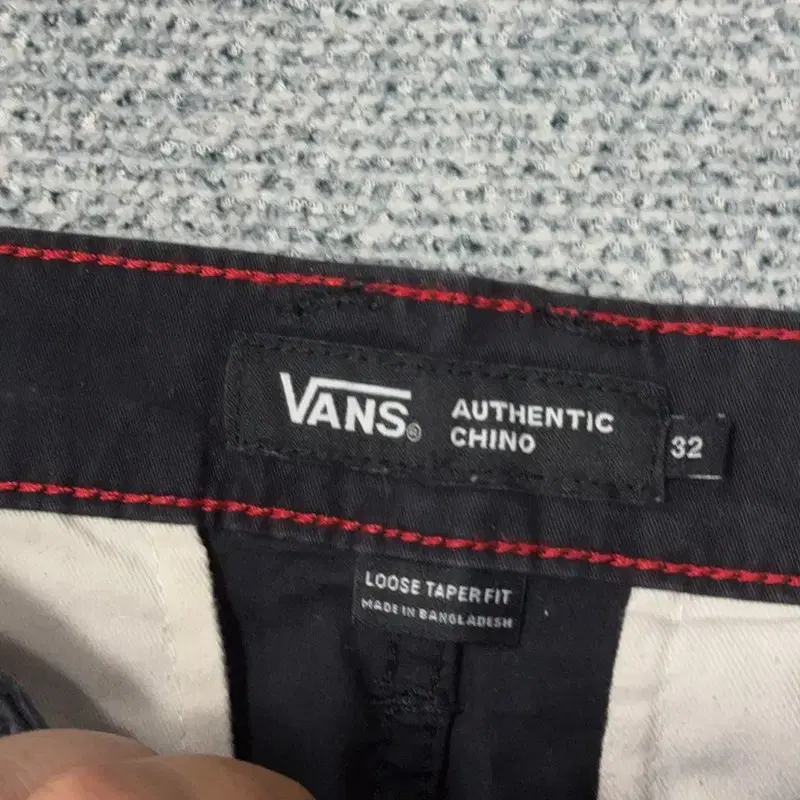 VANS®
AUTHENTIC
CHINO
32
LOOSE TAPER FIT
MADE IN BANGLADESH